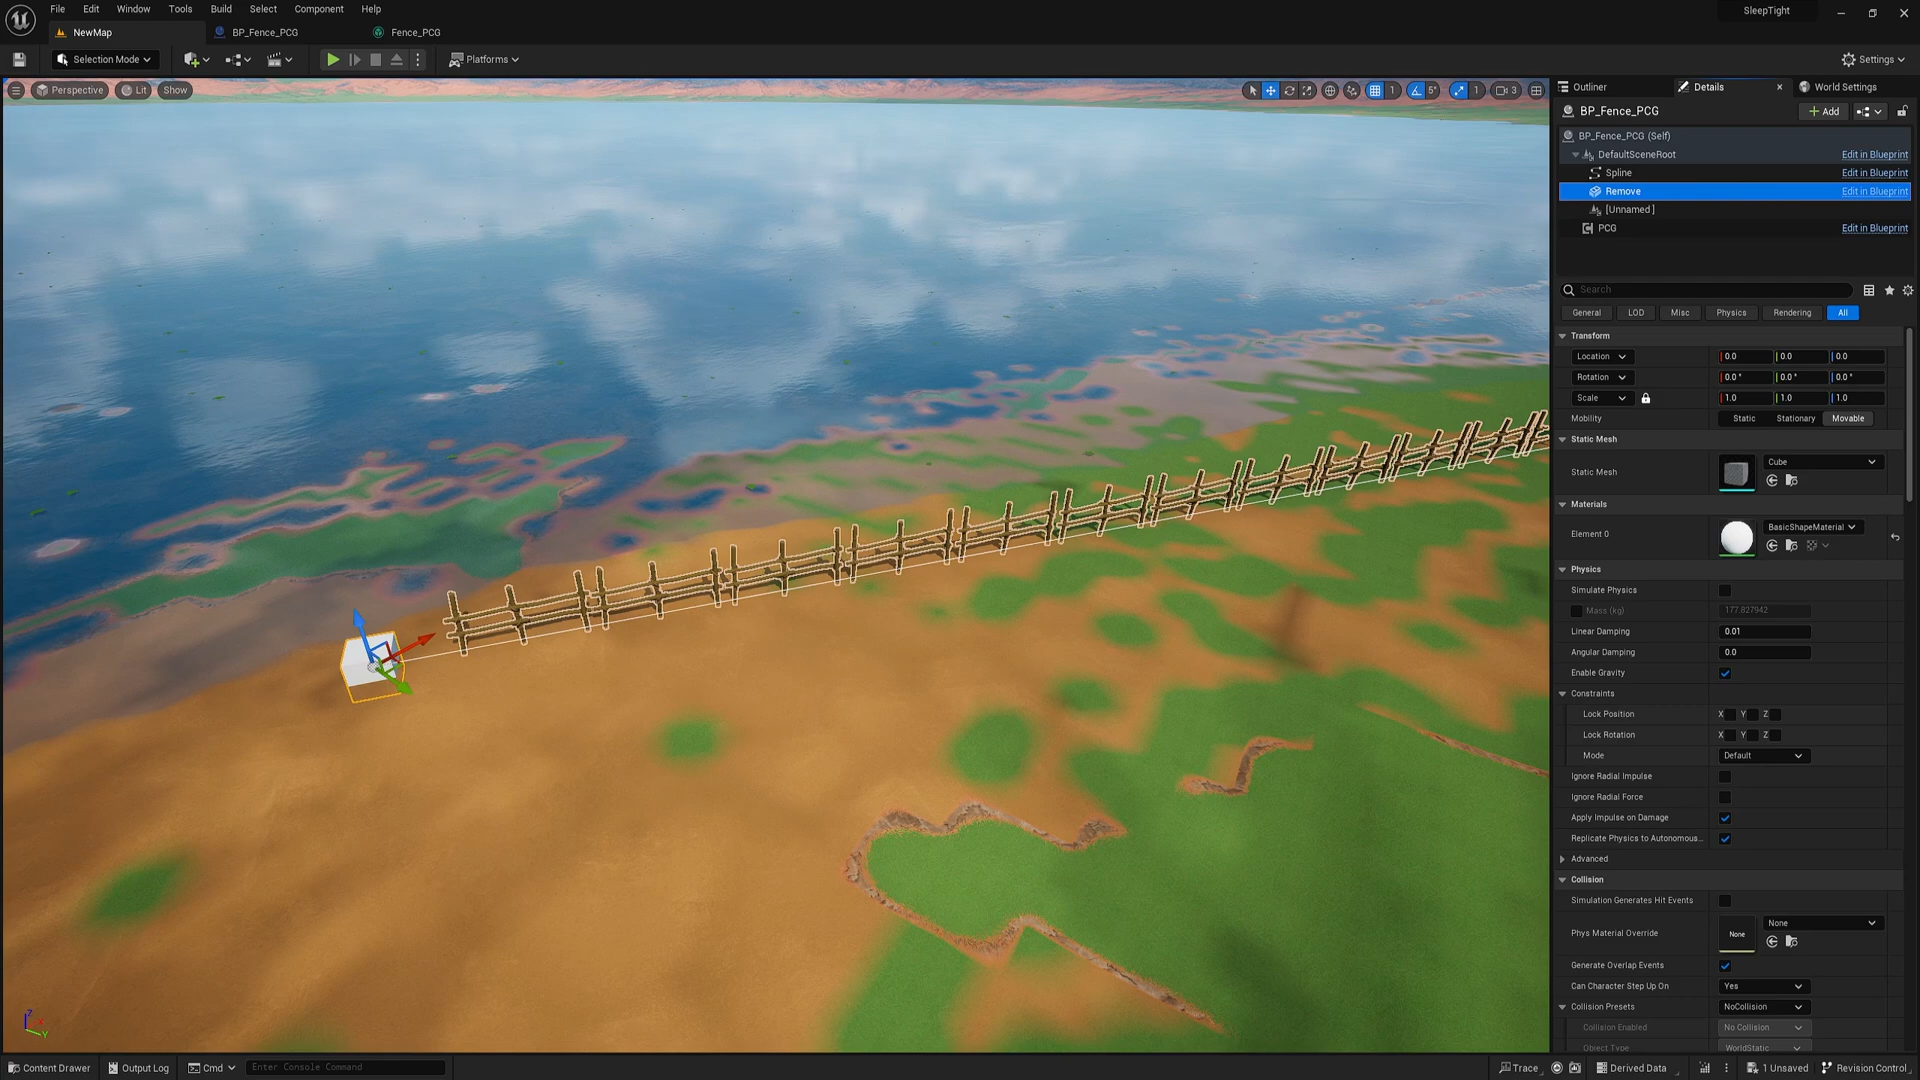 File Edit Window Tools Build Select Component Help
SleepTight
NewMap BP_Fence_PCG Fence_PCG
Selection Mode Platforms Settings
Perspective Lit Show 1 5° 1 3
Outliner Details World Settings
BP_Fence_PCG Add
BP_Fence_PCG (Self)
DefaultSceneRoot Edit in Blueprint
Spline Edit in Blueprint
Remove Edit in Blueprint
[Unnamed ]
PCG Edit in Blueprint
Search
General LOD Misc Physics Rendering All
Transform
Location 0.0 0.0 0.0
Rotation 0.0 ° 0.0 ° 0.0 °
Scale 1.0 1.0 1.0
Mobility Static Stationary Movable
Static Mesh
Static Mesh Cube
Materials
Element 0 BasicShapeMaterial
Physics
Simulate Physics
Mass (kg) 177.827942
Linear Damping 0.01
Angular Damping 0.0
Enable Gravity
Constraints
Lock Position X Y Z
Lock Rotation X Y Z
Mode Default
Ignore Radial Impulse
Ignore Radial Force
Apply Impulse on Damage
Replicate Physics to Autonomous...
Advanced
Collision
Simulation Generates Hit Events
Phys Material Override None None
Generate Overlap Events
Can Character Step Up On Yes
Collision Presets NoCollision
Collision Enabled No Collision
Object Type WorldStatic
Z X Y
Content Drawer Output Log Cmd Enter Console Command Trace Derived Data 1 Unsaved Revision Control